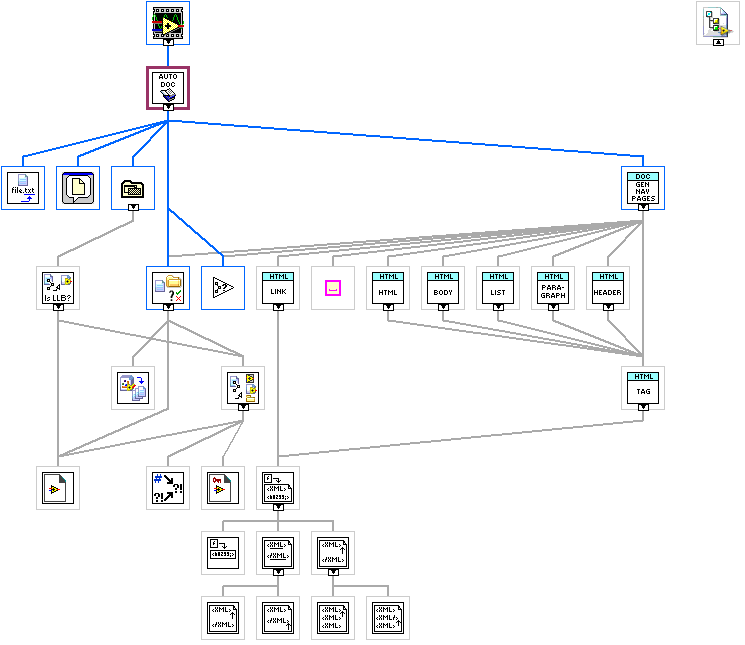 AUTO
DOC
file.txt
DOC
GEN
NAV
PAGES
Is LLB?
?
HTML
LINK
HTML
HTML
HTML
BODY
HTML
LIST
HTML
PARA-
GRAPH
HTML
HEADER
HTML
TAG
#
?!
?!
<XML>
<XML>
</XML>
<XML>
</XML>
<XML>
</XML>
<XML>
</XML>
<XML>
<XML>
<XML>
<XML>
<XML/>
<XML>